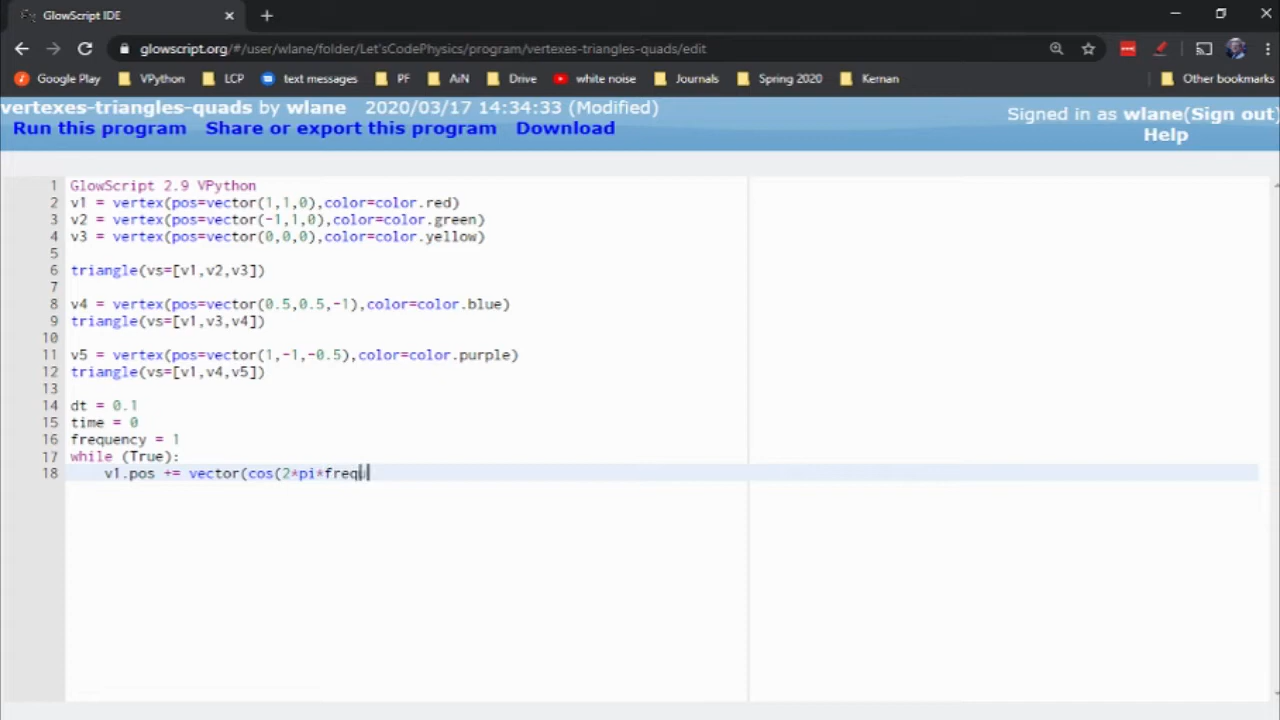 GlowScript IDE
glowscript.org/#/user/wlane/folder/Let'sCodePhysics/program/vertexes-triangles-quads/edit
Google Play VPython LCP text messages PF AiN Drive white noise Journals Spring 2020 Kernan Other bookmarks
vertexes-triangles-quads by wlane 2020/03/17 14:34:33 (Modified)
Signed in as wlane(Sign out)
Run this program Share or export this program Download
Help
1 GlowScript 2.9 VPython
2 v1 = vertex(pos=vector(1,1,0),color=color.red)
3 v2 = vertex(pos=vector(-1,1,0),color=color.green)
4 v3 = vertex(pos=vector(0,0,0),color=color.yellow)
5
6 triangle(vs=[v1,v2,v3])
7
8 v4 = vertex(pos=vector(0.5,0.5,-1),color=color.blue)
9 triangle(vs=[v1,v3,v4])
10
11 v5 = vertex(pos=vector(1,-1,-0.5),color=color.purple)
12 triangle(vs=[v1,v4,v5])
13
14 dt = 0.1
15 time = 0
16 frequency = 1
17 while (True):
18 v1.pos += vector(cos(2*pi*frequ